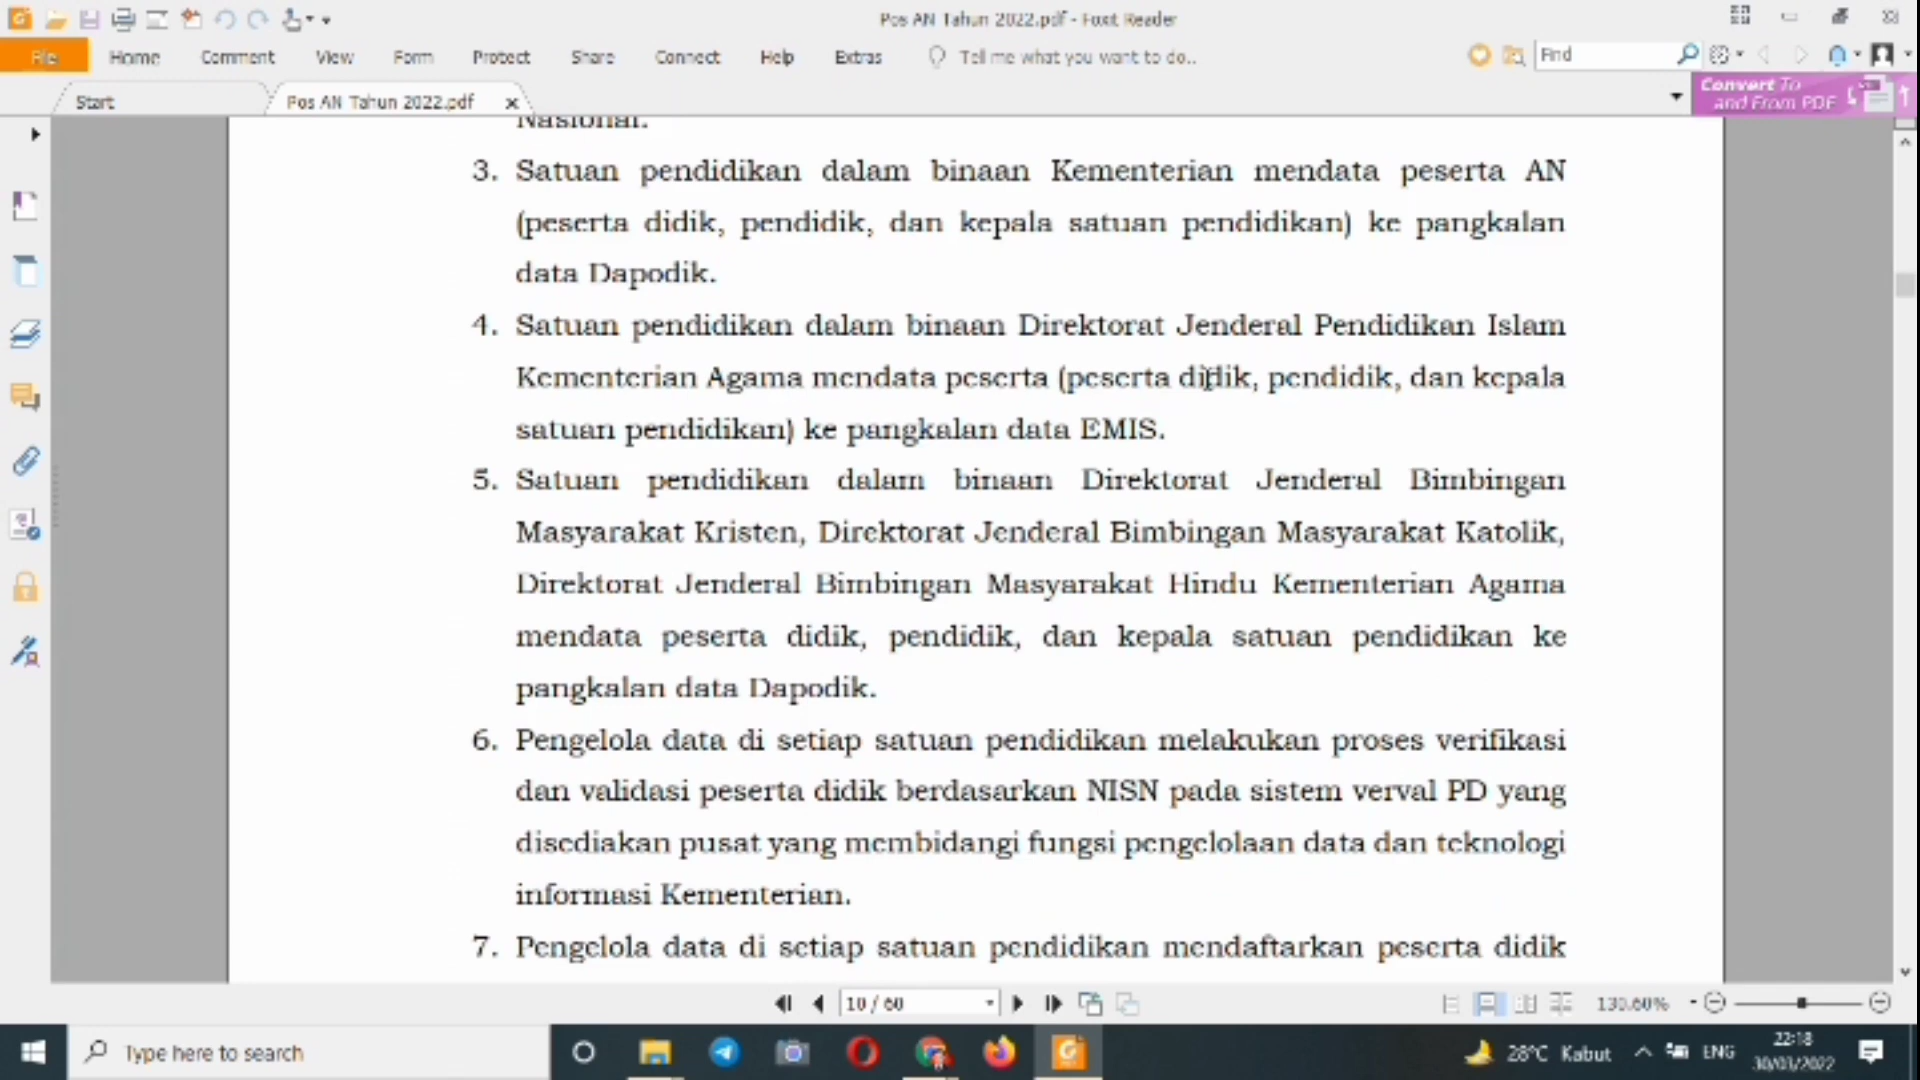 Pos AN Tahun 2022.pdf - Foxit Reader
File Home Comment View Form Protect Share Connect Help Extras Tell me what you want to do.. Find
Start Pos AN Tahun 2022.pdf
Convert To
and From PDF
Nasional.
3. Satuan pendidikan dalam binaan Kementerian mendata peserta AN
(peserta didik, pendidik, dan kepala satuan pendidikan) ke pangkalan
data Dapodik.
4. Satuan pendidikan dalam binaan Direktorat Jenderal Pendidikan Islam
Kementerian Agama mendata peserta (peserta didik, pendidik, dan kepala
satuan pendidikan) ke pangkalan data EMIS.
5. Satuan pendidikan dalam binaan Direktorat Jenderal Bimbingan
Masyarakat Kristen, Direktorat Jenderal Bimbingan Masyarakat Katolik,
Direktorat Jenderal Bimbingan Masyarakat Hindu Kementerian Agama
mendata peserta didik, pendidik, dan kepala satuan pendidikan ke
pangkalan data Dapodik.
6. Pengelola data di setiap satuan pendidikan melakukan proses verifikasi
dan validasi peserta didik berdasarkan NISN pada sistem verval PD yang
disediakan pusat yang membidangi fungsi pengelolaan data dan teknologi
informasi Kementerian.
7. Pengelola data di setiap satuan pendidikan mendaftarkan peserta didik
10 / 60
130.60%
Type here to search
28°C Kabut
ENG
22:18
30/03/2022